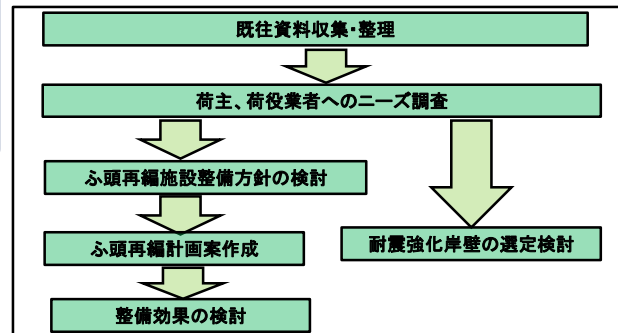 既往資料収集・整理
荷主、荷役業者へのニーズ調査
ふ頭再編施設整備方針の検討
ふ頭再編計画案作成
耐震強化岸壁の選定検討
整備効果の検討